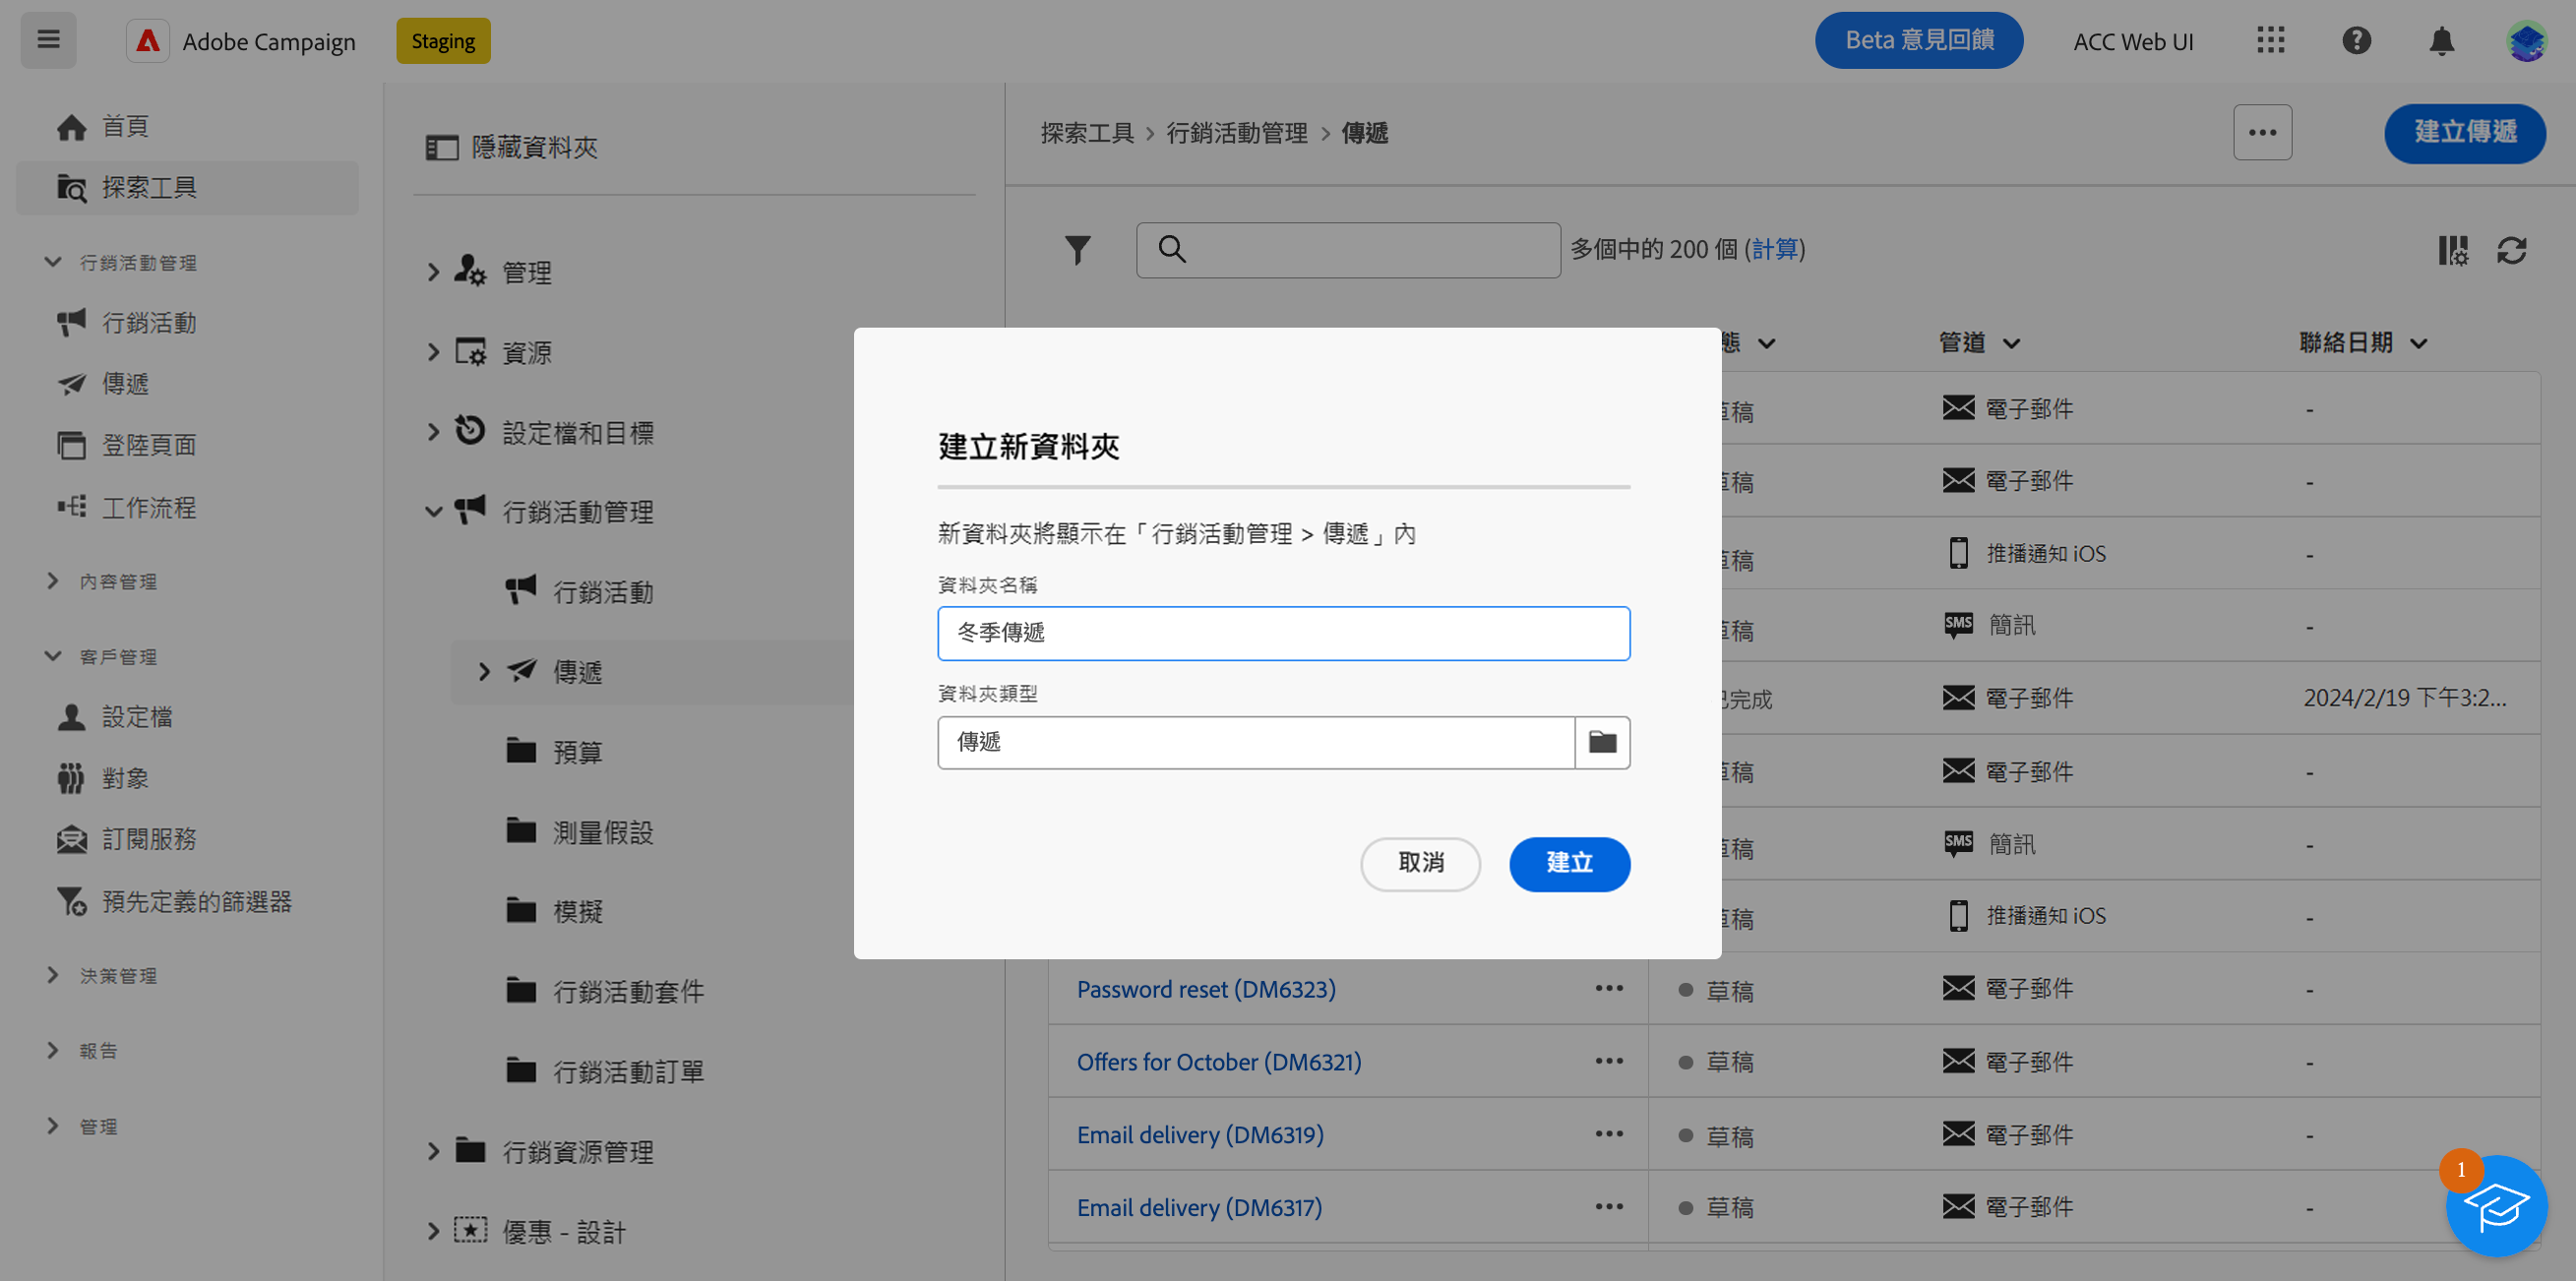 Adobe Campaign
Staging
Beta 意見回饋
ACC Web UI
首頁
探索工具
行銷活動管理
行銷活動
傳遞
登陸頁面
工作流程
內容管理
客戶管理
設定檔
對象
訂閱服務
預先定義的篩選器
決策管理
報告
管理
隱藏資料夾
管理
資源
設定檔和目標
行銷活動管理
行銷活動
傳遞
預算
測量假設
模擬
行銷活動套件
行銷活動訂單
行銷資源管理
優惠 - 設計
探索工具 > 行銷活動管理 > 傳遞
建立傳遞
多個中的 200 個 (計算)
態 管道 聯絡日期
草稿 電子郵件 -
草稿 電子郵件 -
草稿 推播通知 iOS -
草稿 SMS 簡訊 -
已完成 電子郵件 2024/2/19 下午3:2...
草稿 電子郵件 -
草稿 SMS 簡訊 -
草稿 推播通知 iOS -
Password reset (DM6323) 草稿 電子郵件 -
Offers for October (DM6321) 草稿 電子郵件 -
Email delivery (DM6319) 草稿 電子郵件 -
Email delivery (DM6317) 草稿 電子郵件 -
建立新資料夾
新資料夾將顯示在「行銷活動管理 > 傳遞」內
資料夾名稱
冬季傳遞
資料夾類型
傳遞
取消
建立
1